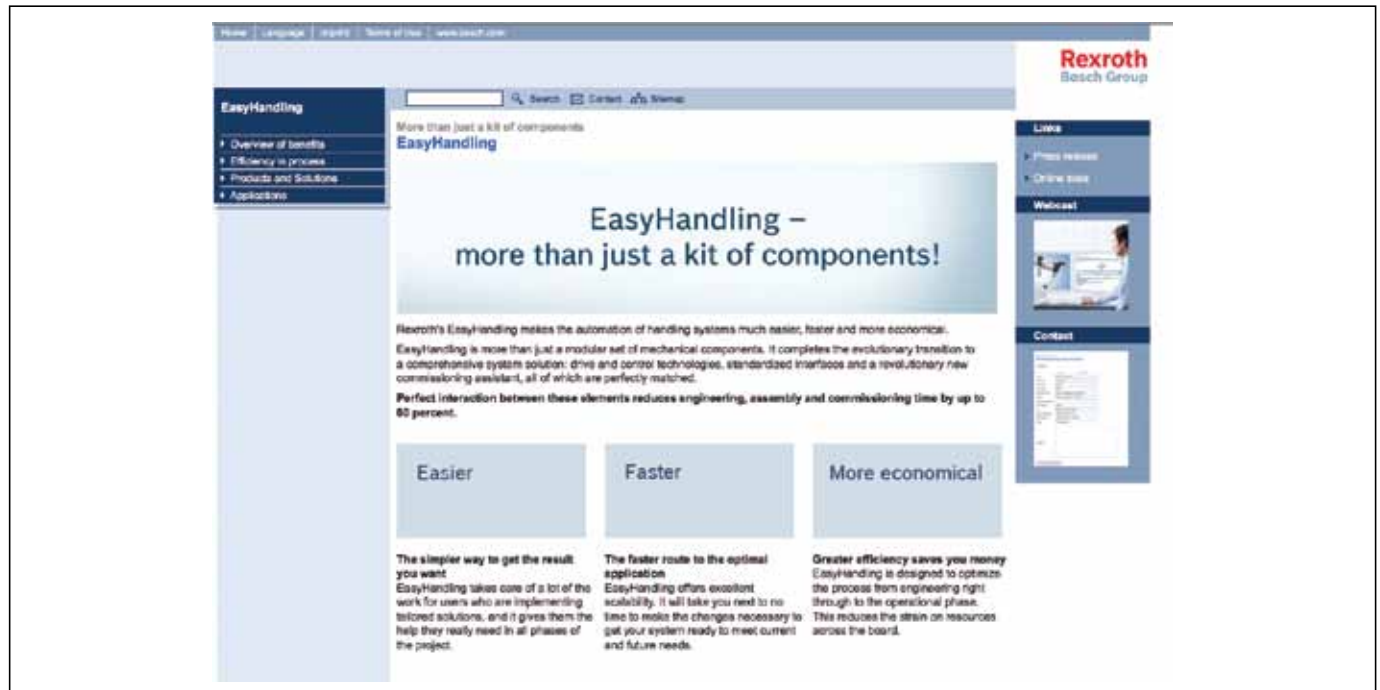 Home | Language | Imprint | Terms of Use | www.bosch.com
Rexroth
Bosch Group
EasyHandling
Search Contact Sitemap
Overview of benefits
Efficiency in process
Products and Solutions
Applications
More than just a kit of components
EasyHandling
EasyHandling –
more than just a kit of components!
Rexroth's EasyHandling makes the automation of handling systems much easier, faster and more economical.
EasyHandling is more than just a modular set of mechanical components. It completes the evolutionary transition to
a comprehensive system solution: drive and control technologies, standardized interfaces and a revolutionary new
commissioning assistant, all of which are perfectly matched.
Perfect interaction between these elements reduces engineering, assembly and commissioning time by up to
60 percent.
Easier
The simpler way to get the result
you want
EasyHandling takes care of a lot of the
work for users who are implementing
tailored solutions, and it gives them the
help they really need in all phases of
the project.
Faster
The faster route to the optimal
application
EasyHandling offers excellent
scalability. It will take you next to no
time to make the changes necessary to
get your system ready to meet current
and future needs.
More economical
Greater efficiency saves you money
EasyHandling is designed to optimize
the process from engineering right
through to the operational phase.
This reduces the strain on resources
across the board.
Links
Press release
Online
Webcast
Contact